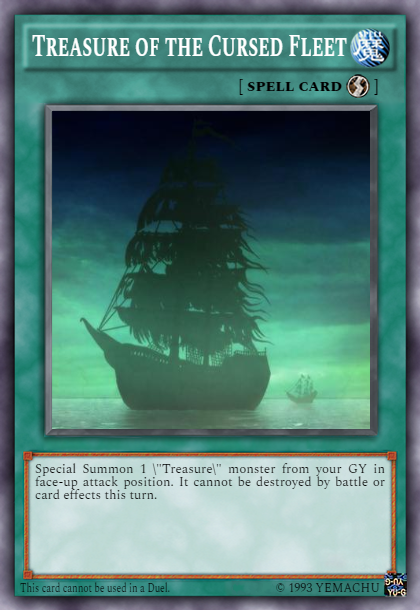 TREASURE OF THE CURSED FLEET 魔
[ SPELL CARD ]
Special Summon 1 \"Treasure\" monster from your GY in
face-up attack position. It cannot be destroyed by battle or
card effects this turn.
This card cannot be used in a Duel. © 1993 YEMACHU
YU-G